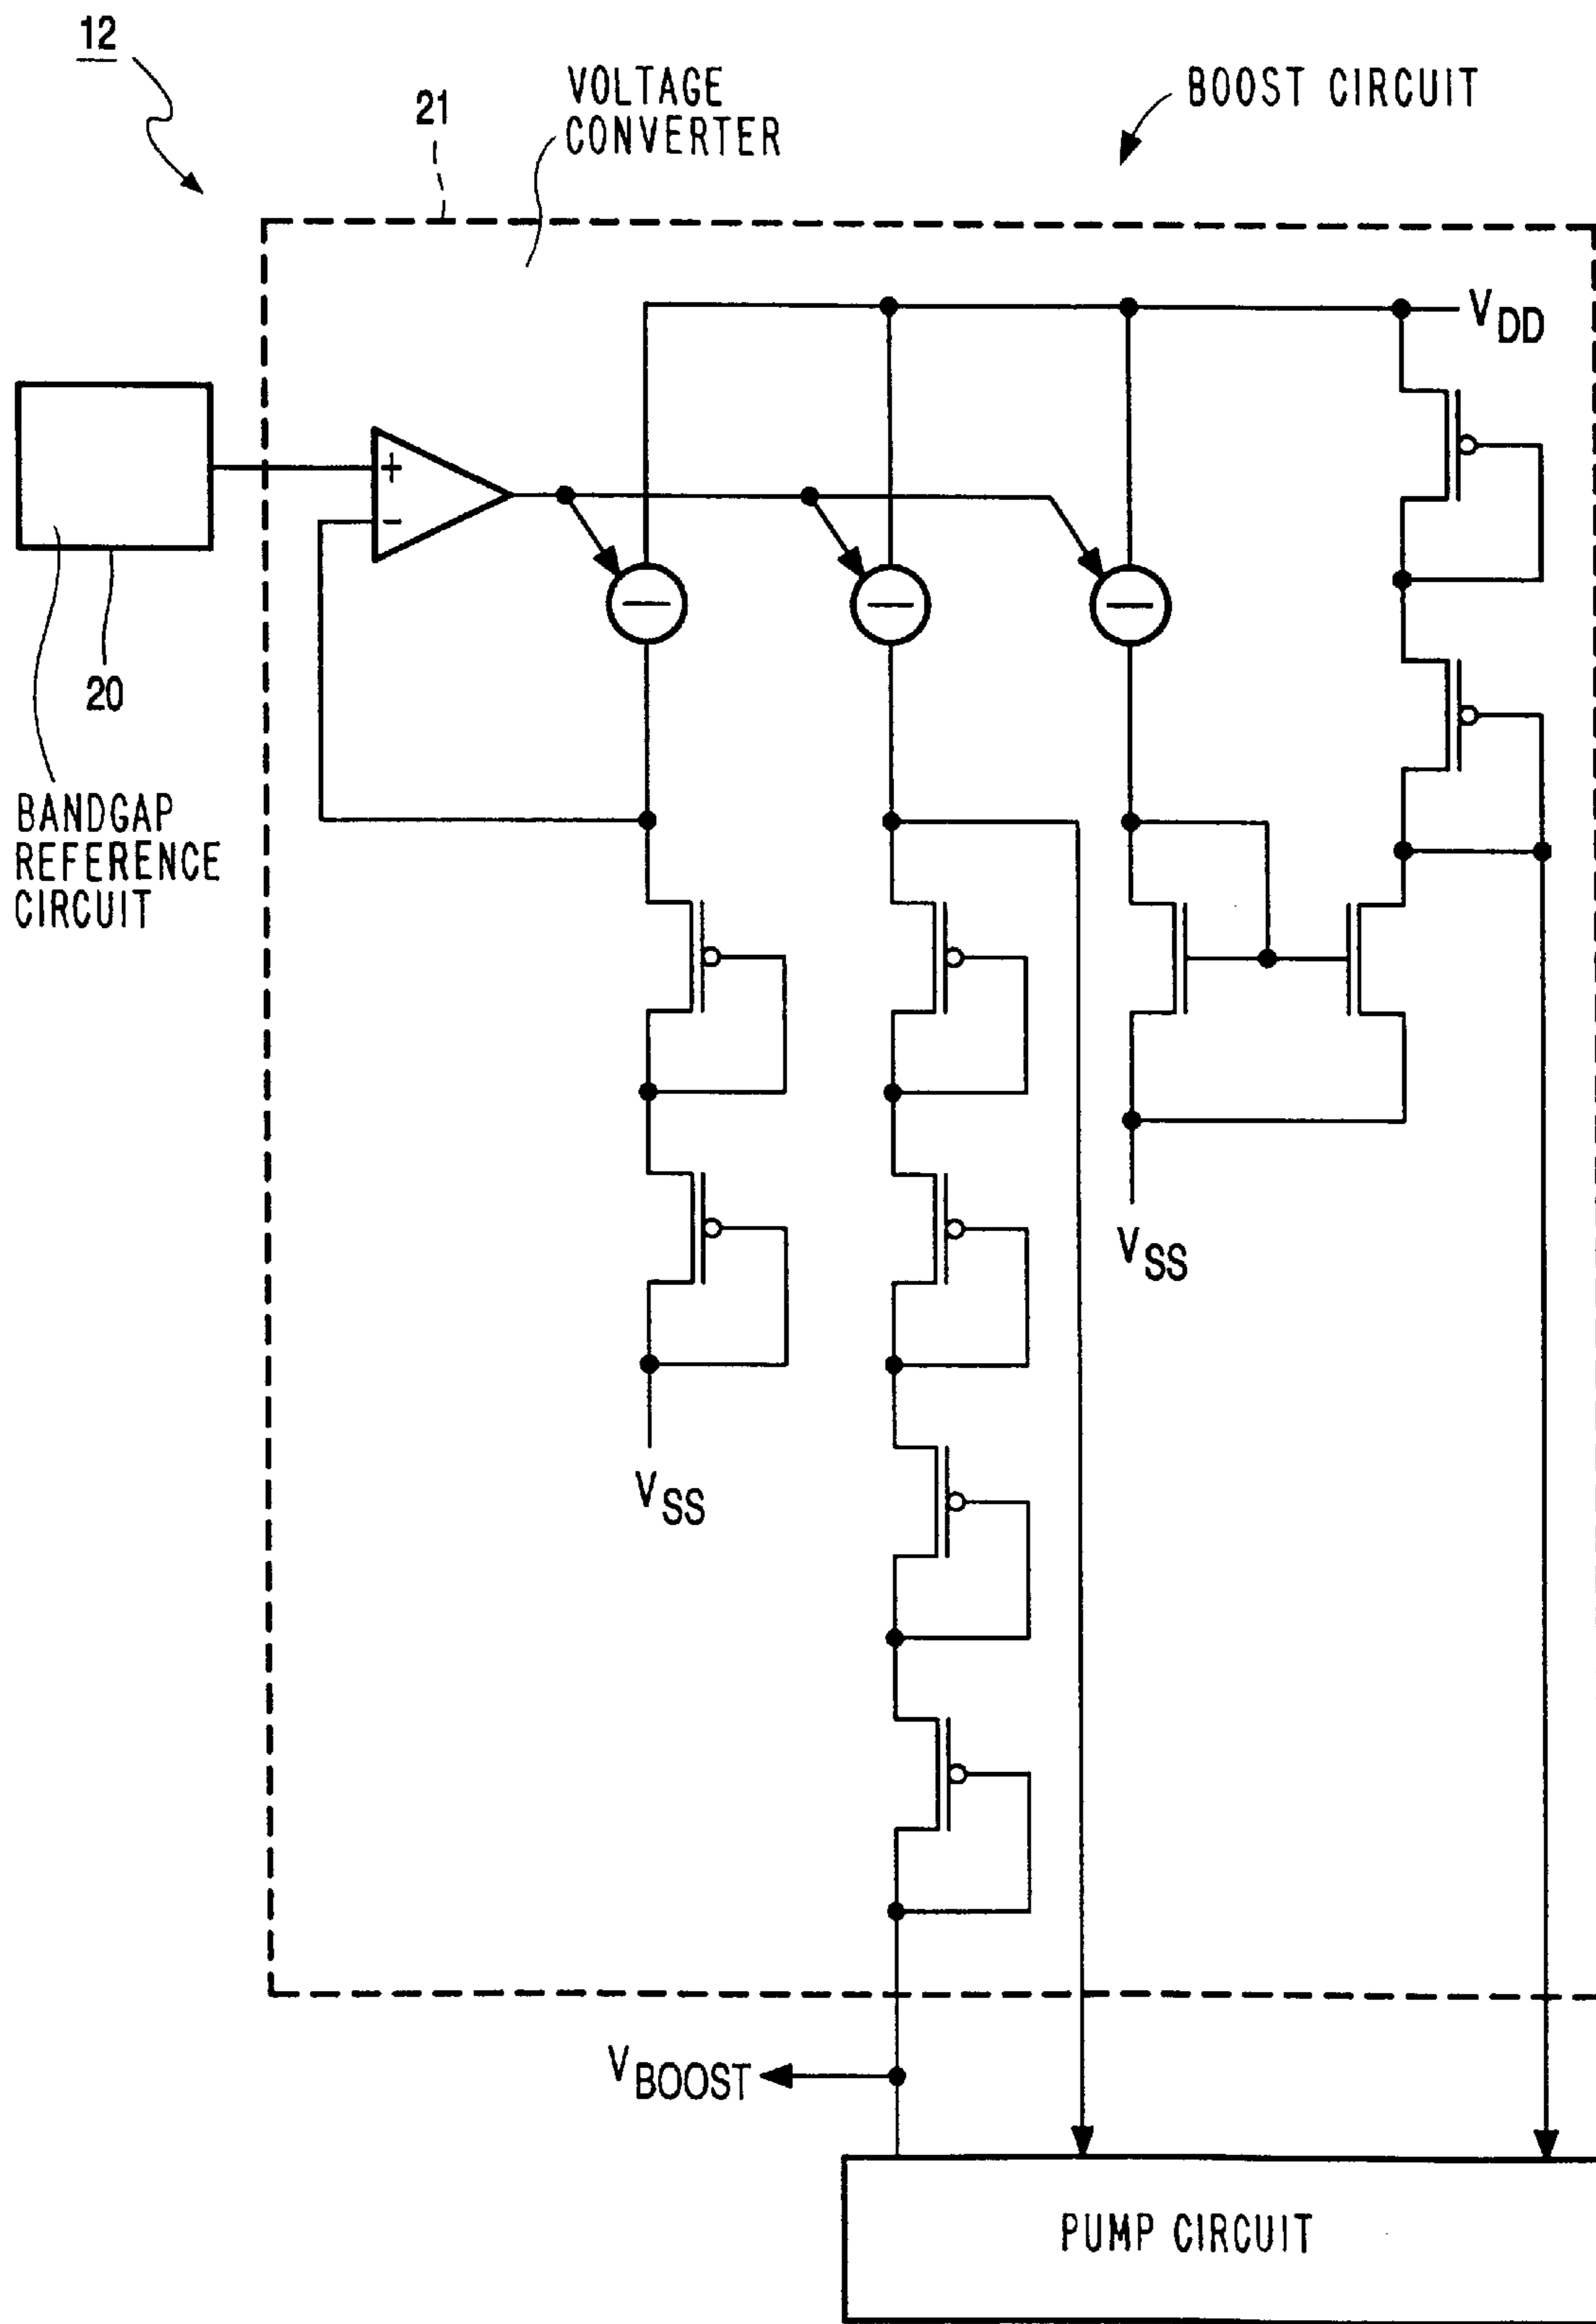 12
21
VOLTAGE
CONVERTER
BOOST CIRCUIT
VDD
+
-
20
BANDGAP
REFERENCE
CIRCUIT
VSS
VSS
VBOOST
PUMP CIRCUIT